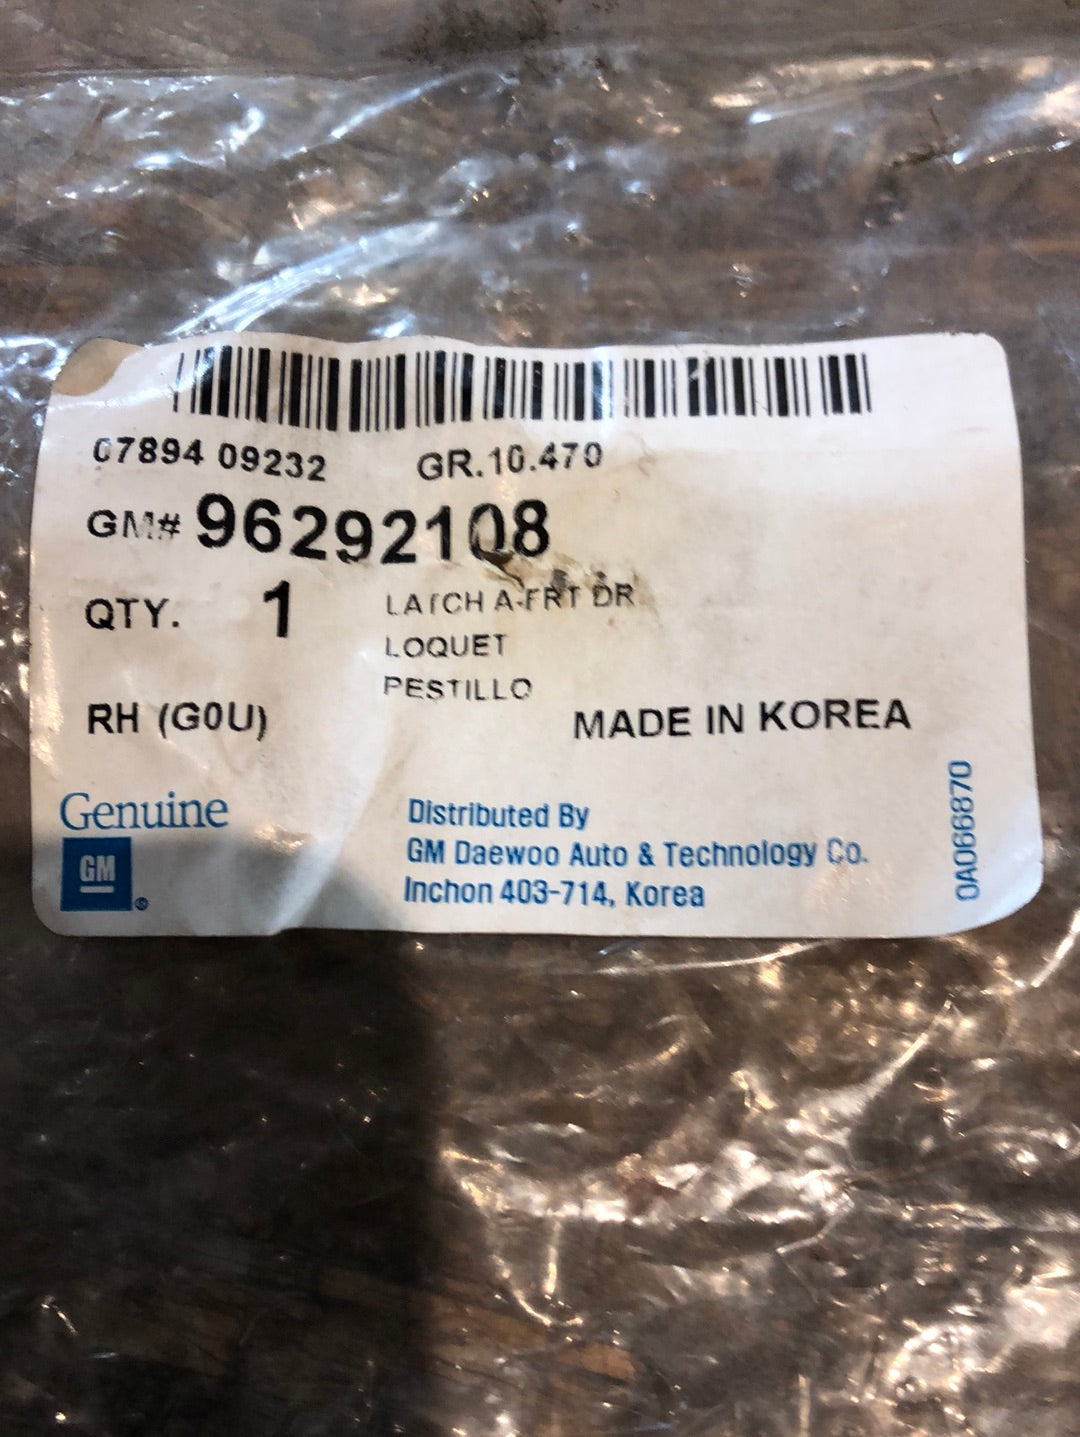 07894 09232 GR.10.470
GM# 96292108
QTY. 1 LATCH A-FRT DR
LOQUET
PESTILLO
RH (G0U) MADE IN KOREA
Genuine
GM
®
Distributed By
GM Daewoo Auto & Technology Co.
Inchon 403-714, Korea
0A066870